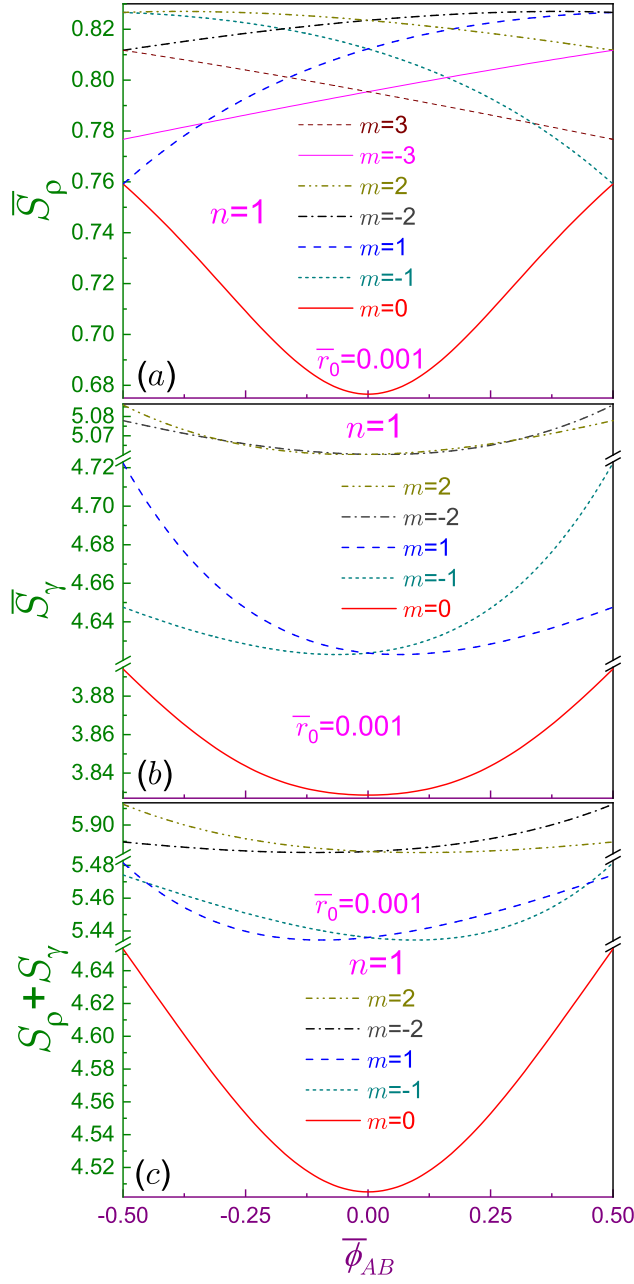 0.82
0.80
0.78
0.76
0.74
0.72
0.70
0.68
S̅ρ
m=3
m=-3
m=2
m=-2
m=1
m=-1
m=0
n=1
r̅₀=0.001
(a)
5.08
5.07
4.72
4.70
4.68
4.66
4.64
3.88
3.86
3.84
3.83
S̅γ
n=1
m=2
m=-2
m=1
m=-1
m=0
r̅₀=0.001
(b)
5.90
5.48
5.46
5.44
4.64
4.62
4.60
4.56
4.55
4.54
4.52
Sρ+Sγ
r̅₀=0.001
n=1
m=2
m=-2
m=1
m=-1
m=0
(c)
-0.50 -0.25 0.00 0.25 0.50
ϕ̅AB